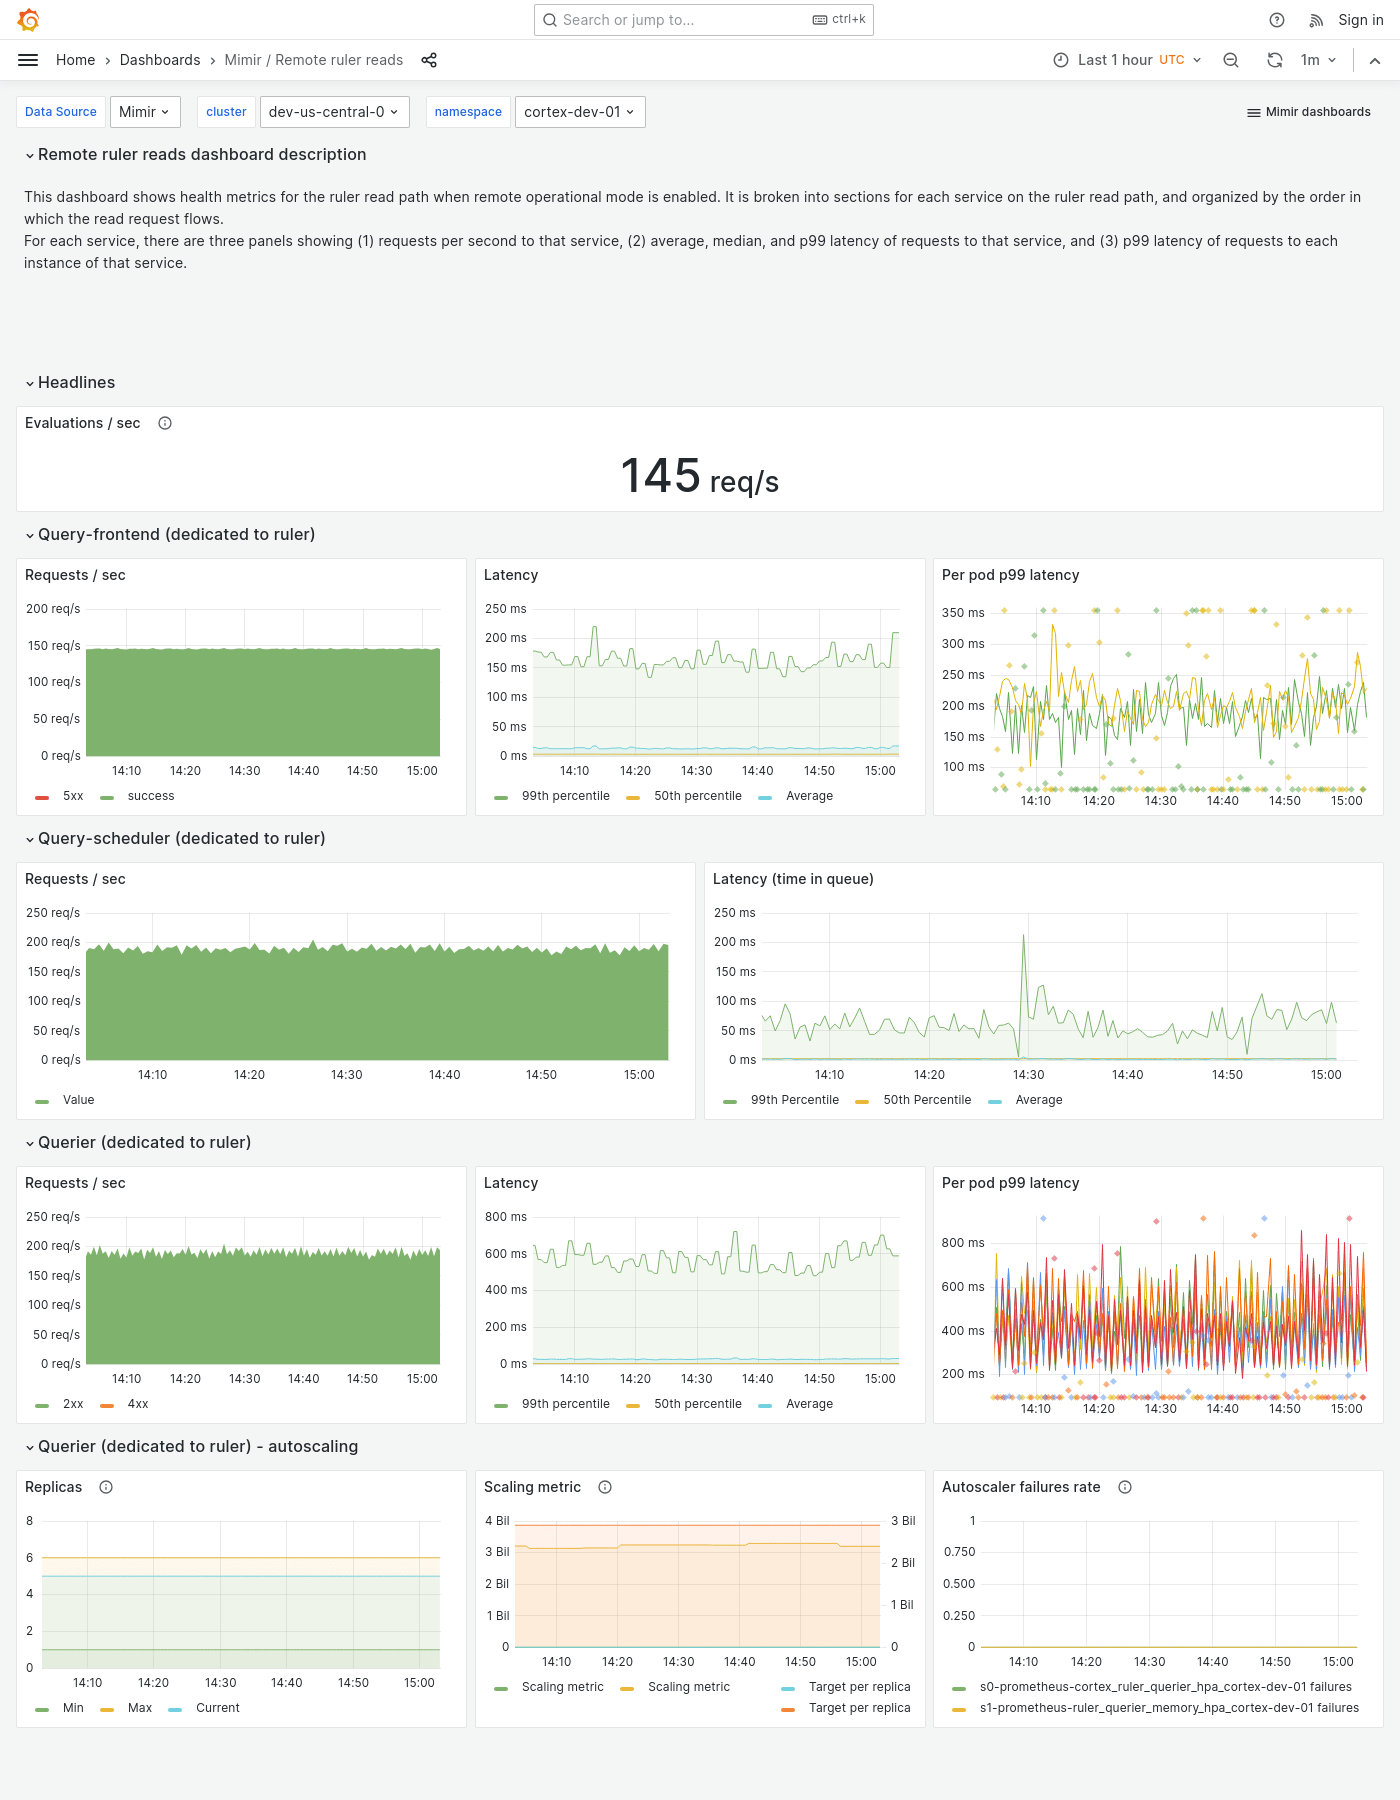 Search or jump to... ctrl+k Sign in
Home › Dashboards › Mimir / Remote ruler reads Last 1 hour UTC 1m
Data Source Mimir cluster dev-us-central-0 namespace cortex-dev-01 Mimir dashboards
Remote ruler reads dashboard description
This dashboard shows health metrics for the ruler read path when remote operational mode is enabled. It is broken into sections for each service on the ruler read path, and organized by the order in
which the read request flows.
For each service, there are three panels showing (1) requests per second to that service, (2) average, median, and p99 latency of requests to that service, and (3) p99 latency of requests to each
instance of that service.
Headlines
Evaluations / sec
145 req/s
Query-frontend (dedicated to ruler)
Requests / sec
200 req/s
150 req/s
100 req/s
50 req/s
0 req/s
14:10 14:20 14:30 14:40 14:50 15:00
5xx success
Latency
250 ms
200 ms
150 ms
100 ms
50 ms
0 ms
14:10 14:20 14:30 14:40 14:50 15:00
99th percentile 50th percentile Average
Per pod p99 latency
350 ms
300 ms
250 ms
200 ms
150 ms
100 ms
14:10 14:20 14:30 14:40 14:50 15:00
Query-scheduler (dedicated to ruler)
Requests / sec
250 req/s
200 req/s
150 req/s
100 req/s
50 req/s
0 req/s
14:10 14:20 14:30 14:40 14:50 15:00
Value
Latency (time in queue)
250 ms
200 ms
150 ms
100 ms
50 ms
0 ms
14:10 14:20 14:30 14:40 14:50 15:00
99th Percentile 50th Percentile Average
Querier (dedicated to ruler)
Requests / sec
250 req/s
200 req/s
150 req/s
100 req/s
50 req/s
0 req/s
14:10 14:20 14:30 14:40 14:50 15:00
2xx 4xx
Latency
800 ms
600 ms
400 ms
200 ms
0 ms
14:10 14:20 14:30 14:40 14:50 15:00
99th percentile 50th percentile Average
Per pod p99 latency
800 ms
600 ms
400 ms
200 ms
14:10 14:20 14:30 14:40 14:50 15:00
Querier (dedicated to ruler) - autoscaling
Replicas
8
6
4
2
0
14:10 14:20 14:30 14:40 14:50 15:00
Min Max Current
Scaling metric
4 Bil 3 Bil
3 Bil 2 Bil
2 Bil
1 Bil 1 Bil
0 0
14:10 14:20 14:30 14:40 14:50 15:00
Scaling metric Scaling metric Target per replica
Target per replica
Autoscaler failures rate
1
0.750
0.500
0.250
0
14:10 14:20 14:30 14:40 14:50 15:00
s0-prometheus-cortex_ruler_querier_hpa_cortex-dev-01 failures
s1-prometheus-ruler_querier_memory_hpa_cortex-dev-01 failures